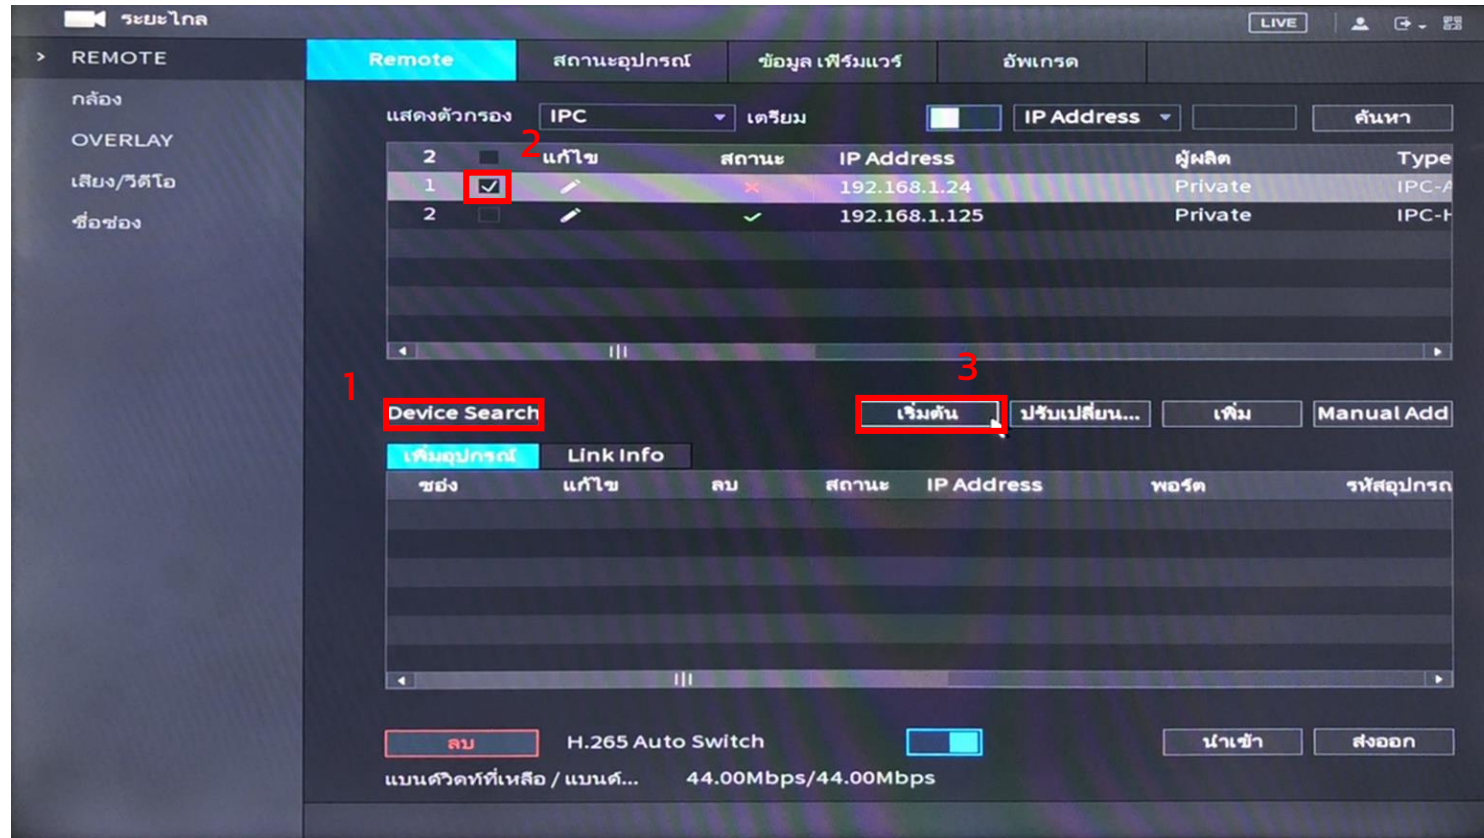 ระยะไกล LIVE
> REMOTE
กล้อง
OVERLAY
เสียง/วีดีโอ
ชื่อช่อง
Remote สถานะอุปกรณ์ ข้อมูล เฟิร์มแวร์ อัพเกรด
แสดงตัวกรอง IPC เตรียม IP Address ค้นหา
2
2 แก้ไข สถานะ IP Address ผู้ผลิต Type
1 192.168.1.24 Private IPC-A
2 192.168.1.125 Private IPC-H
3
1
Device Search เริ่มต้น ปรับเปลี่ยน... เพิ่ม Manual Add
เพิ่มอุปกรณ์ Link Info
ช่อง แก้ไข ลบ สถานะ IP Address พอร์ต รหัสอุปกรณ
ลบ H.265 Auto Switch นำเข้า ส่งออก
แบนด์วิดท์ที่เหลือ / แบนด์... 44.00Mbps/44.00Mbps